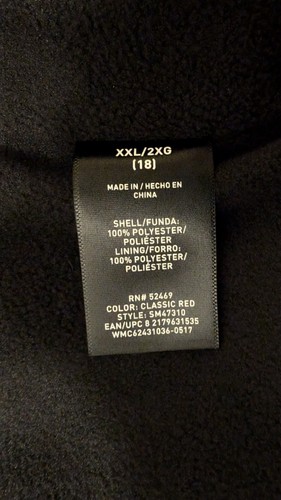 XXL/2XG
(18)
MADE IN / HECHO EN
CHINA
SHELL/FUNDA:
100% POLYESTER/
POLIÉSTER
LINING/FORRO:
100% POLYESTER/
POLIÉSTER
RN# 52469
COLOR: CLASSIC RED
STYLE: SM47310
EAN/UPC 8 2179631535
WMC62431036-0517